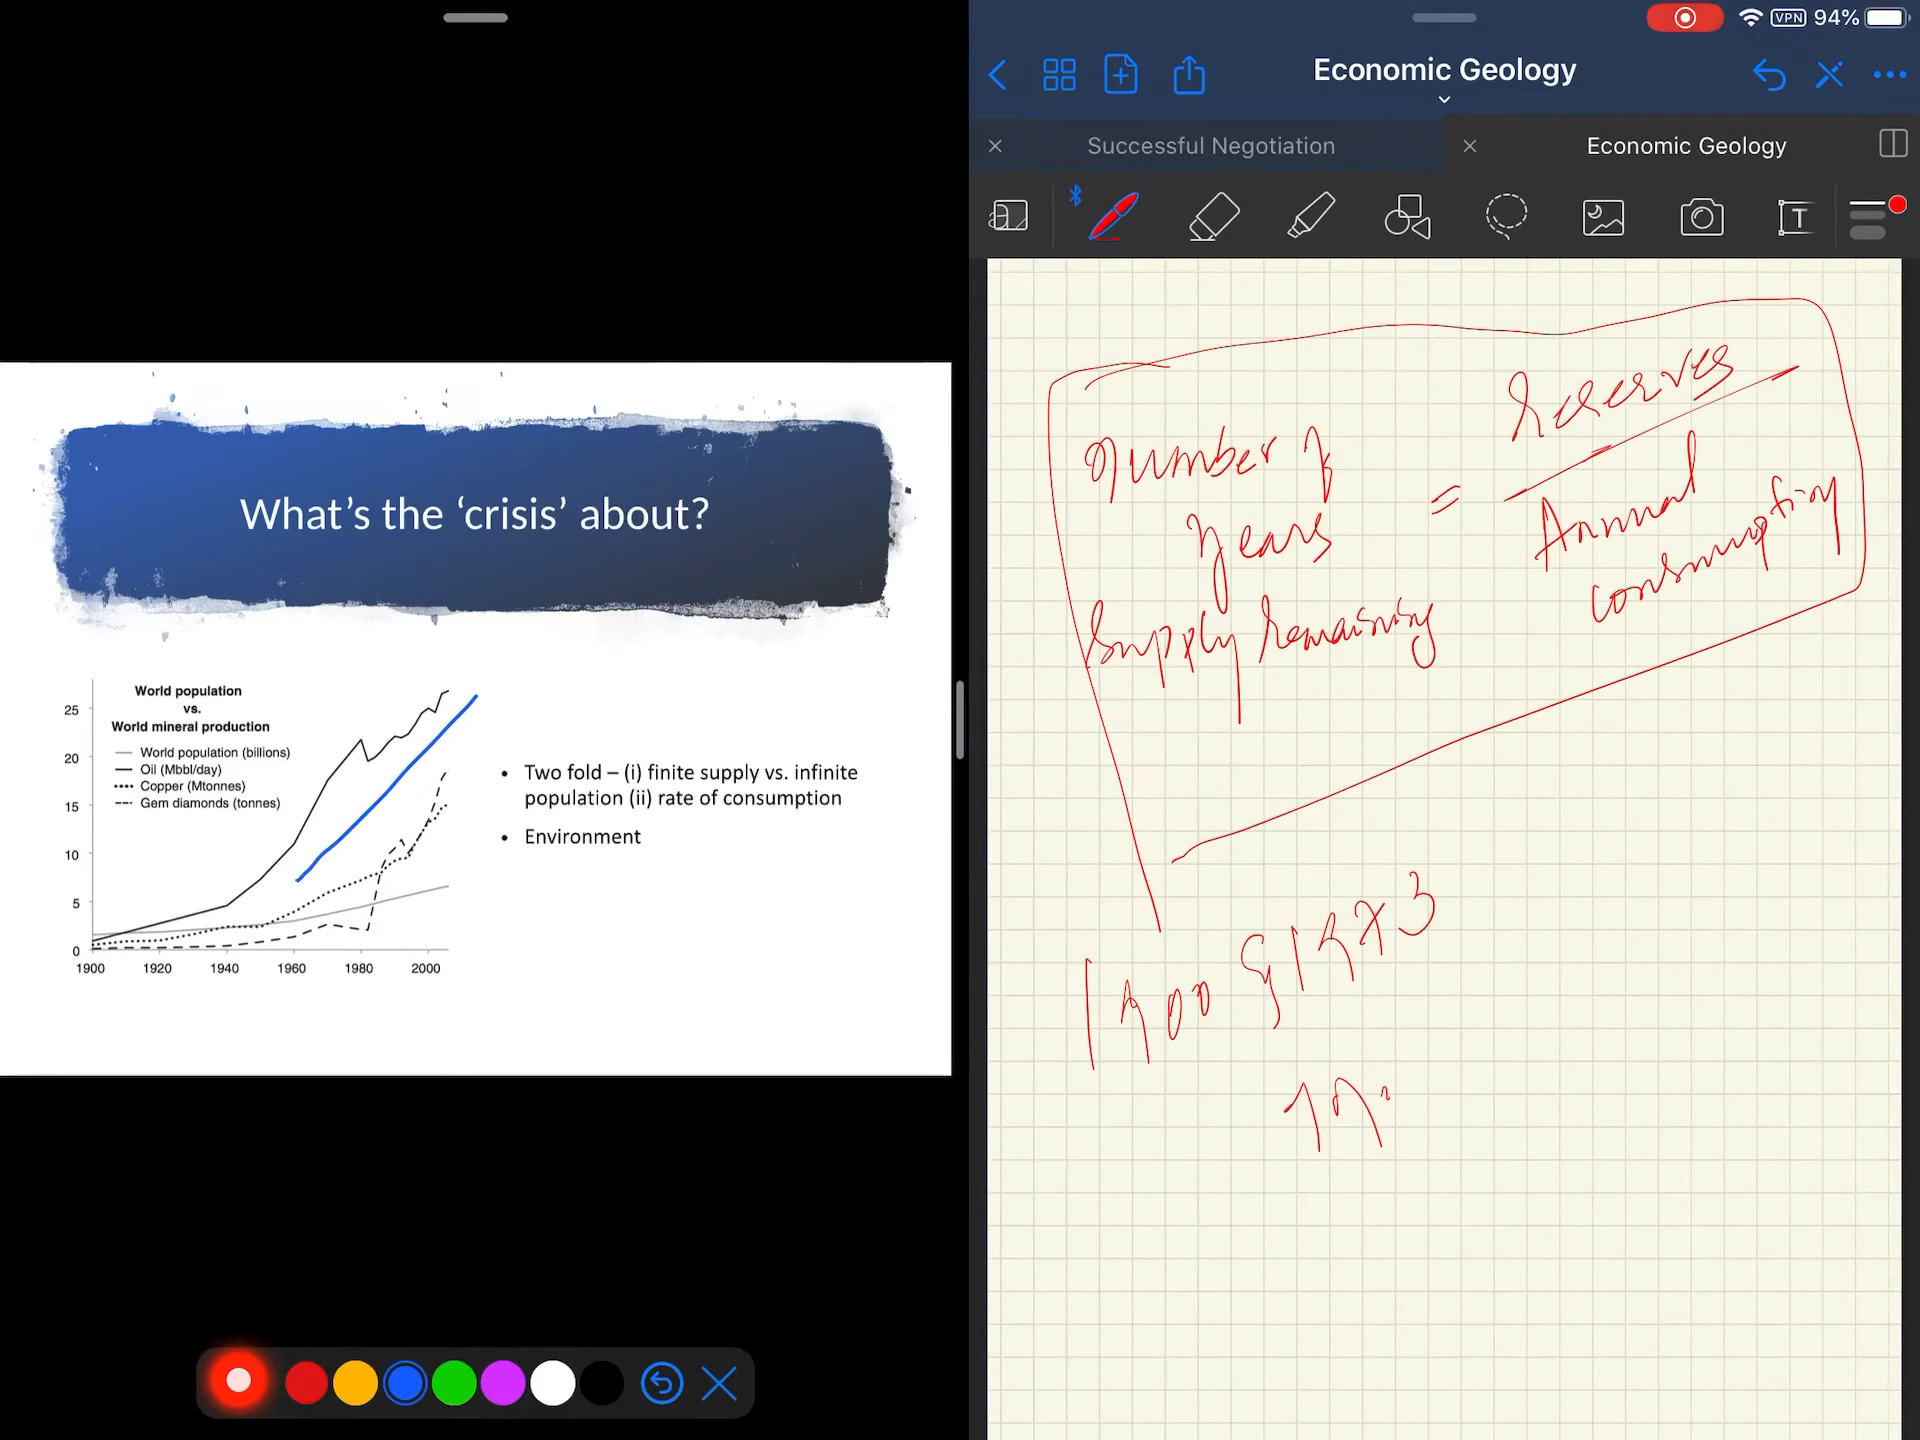 What's the 'crisis' about?
World population
vs.
World mineral production
World population (billions)
Oil (Mbbl/day)
Copper (Mtonnes)
Gem diamonds (tonnes)
25
20
15
10
5
0
1900 1920 1940 1960 1980 2000
• Two fold – (i) finite supply vs. infinite
population (ii) rate of consumption
• Environment
VPN 94%
Economic Geology
Successful Negotiation
Economic Geology
T
Reserves
Number of
years
=
Annual
consumption
Supply Remaining